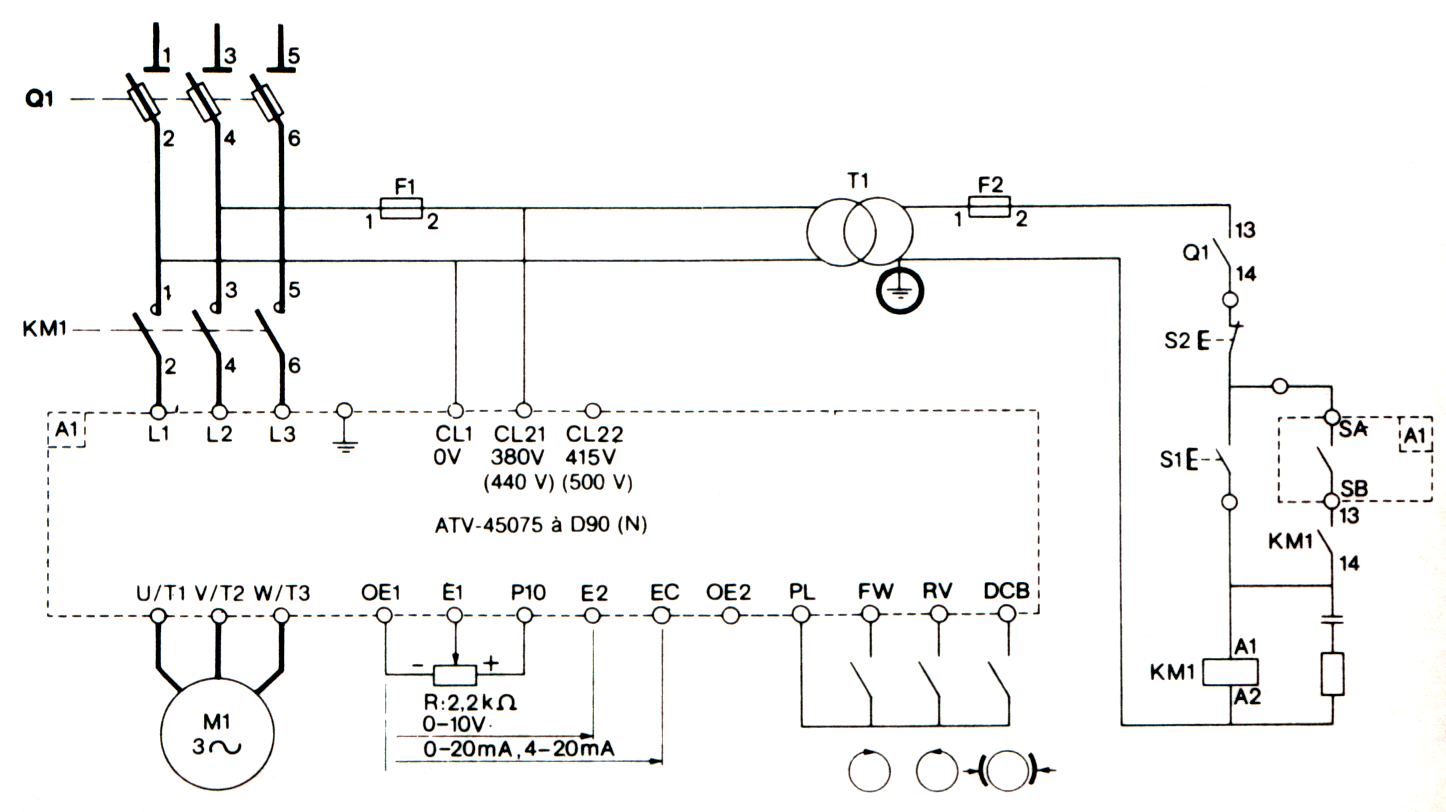 1 3 5
Q1
2 4 6
T1
F1
1 2
F2
1 2
13
Q1
14
1 3 5
KM1
2 4 6
S2 E
A1
L1 L2 L3
CL1 CL21 CL22
0V 380V 415V
(440 V) (500 V)
ATV-45075 à D90 (N)
SA
A1
S1E
SB
13
KM1
14
U/T1 V/T2 W/T3 OE1 E1 P10 E2 EC OE2 PL FW RV DCB
- +
A1
KM1
A2
R:2,2kΩ
0-10V
0-20mA, 4-20mA
M1
3~